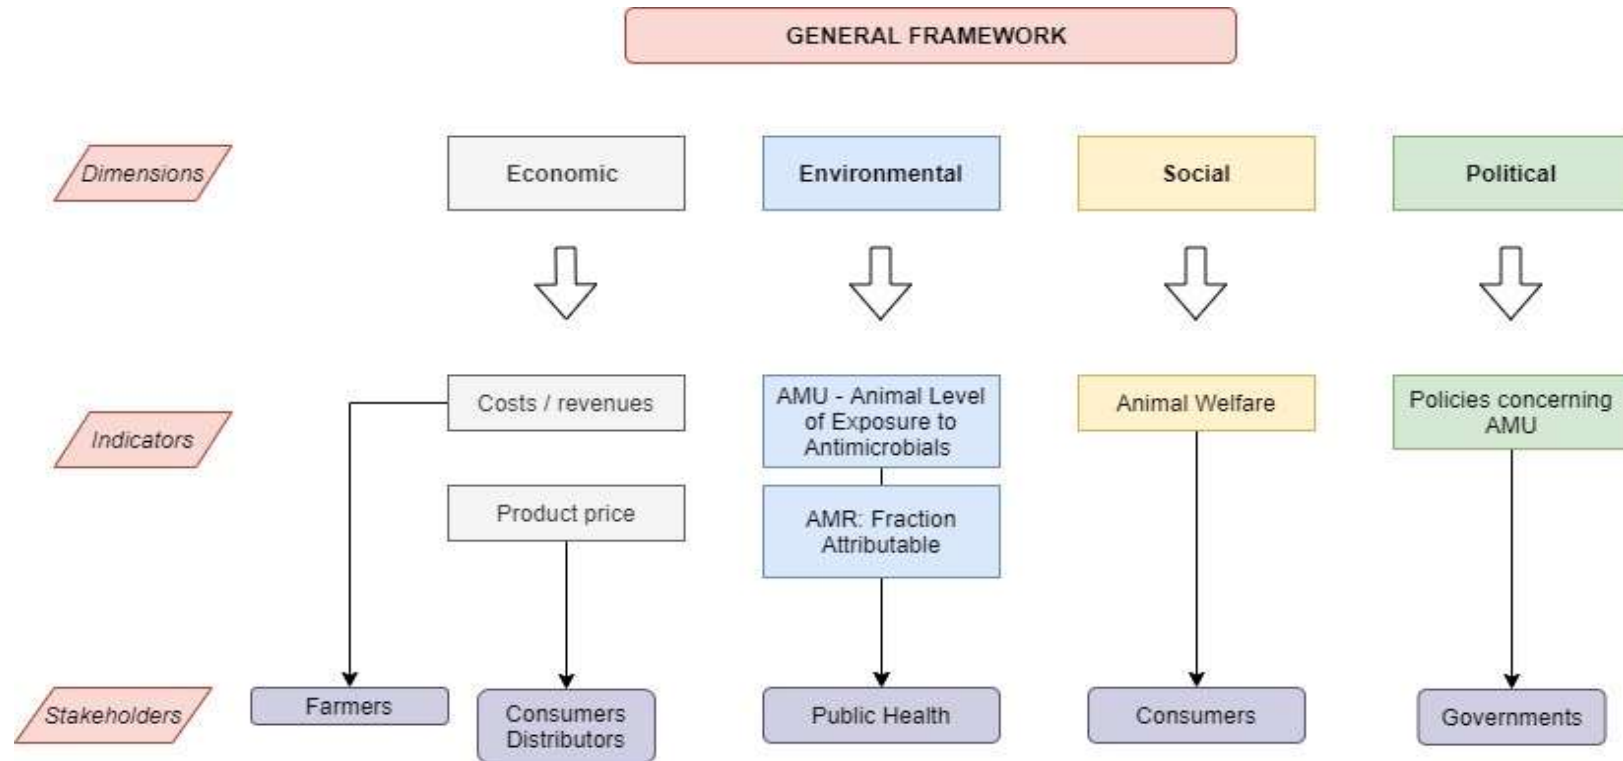 GENERAL FRAMEWORK
Dimensions
Economic
Environmental
Social
Political
Indicators
Costs / revenues
AMU - Animal Level
of Exposure to
Antimicrobials
Animal Welfare
Policies concerning
AMU
Product price
AMR: Fraction
Attributable
Stakeholders
Farmers
Consumers
Distributors
Public Health
Consumers
Governments